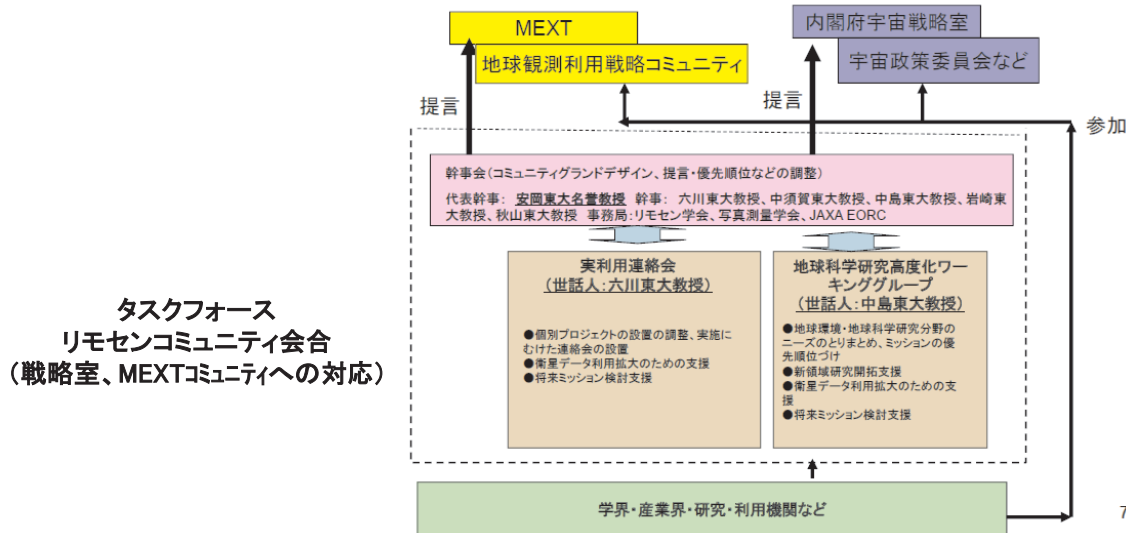 MEXT
地球観測利用戦略コミュニティ
内閣府宇宙戦略室
宇宙政策委員会など
提言
提言
参加
幹事会(コミュニティグランドデザイン、提言・優先順位などの調整)
代表幹事： 安岡東大名誉教授 幹事： 六川東大教授、中須賀東大教授、中島東大教授、岩崎東
大教授、秋山東大教授 事務局：リモセン学会、写真測量学会、JAXA EORC
実利用連絡会
(世話人：六川東大教授)
●個別プロジェクトの設置の調整、実施に
むけた連絡会の設置
●衛星データ利用拡大のための支援
●将来ミッション検討支援
地球科学研究高度化ワー
キンググループ
(世話人：中島東大教授)
●地球環境・地球科学研究分野の
ニーズのとりまとめ、ミッションの優
先順位づけ
●新領域研究開拓支援
●衛星データ利用拡大のための支
援
●将来ミッション検討支援
タスクフォース
リモセンコミュニティ会合
(戦略室、MEXTコミュニティへの対応)
学界・産業界・研究・利用機関など
7